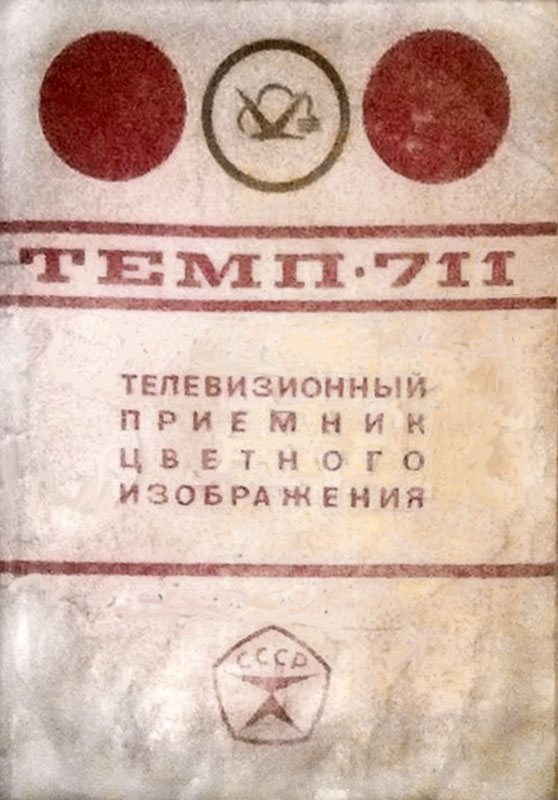 ТЕМП·711
ТЕЛЕВИЗИОННЫЙ
ПРИЕМНИК
ЦВЕТНОГО
ИЗОБРАЖЕНИЯ
СССР